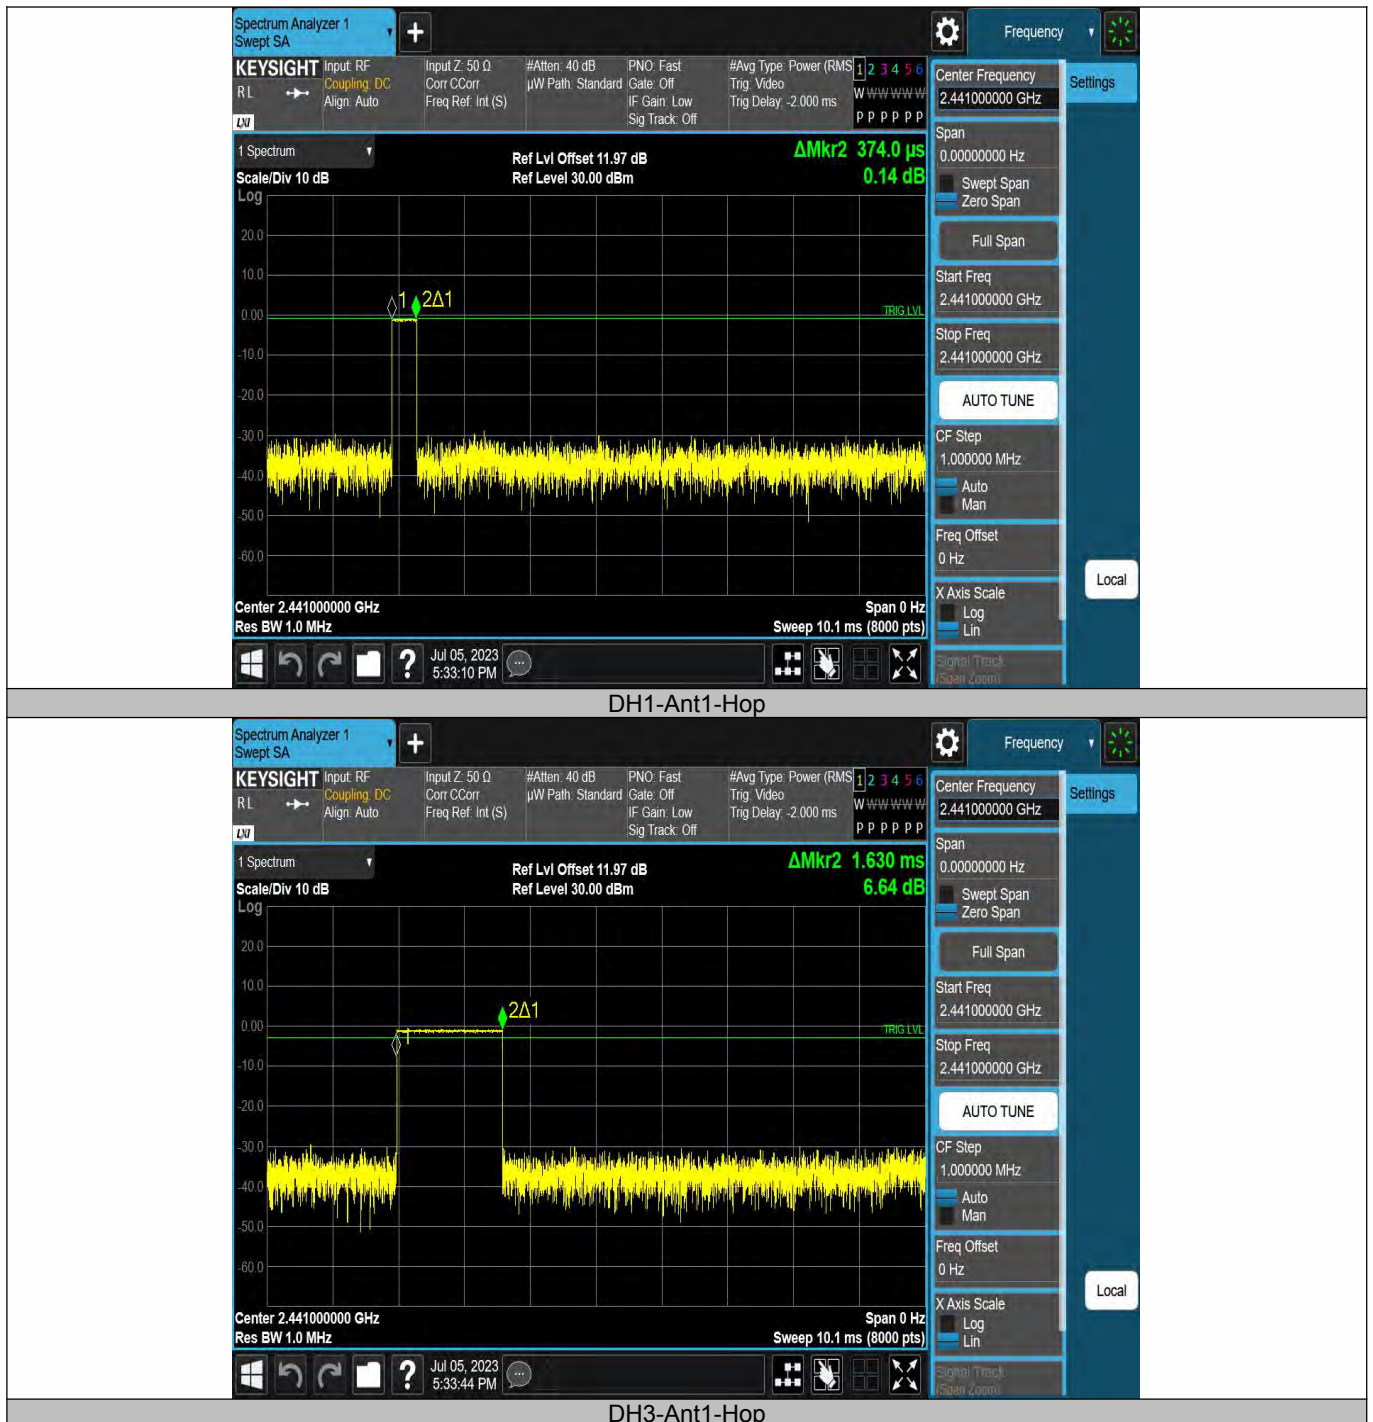 Spectrum Analyzer 1
Swept SA
+
Frequency
KEYSIGHT
RL
LXI
Input: RF
Coupling: DC
Align: Auto
Input Z: 50 Ω
Corr CCorr
Freq Ref: Int (S)
#Atten: 40 dB
µW Path: Standard
PNO: Fast
Gate: Off
IF Gain: Low
Sig Track: Off
#Avg Type: Power (RMS
Trig: Video
Trig Delay: -2.000 ms
1 2 3 4 5 6
W W W W W W
P P P P P P
1 Spectrum
Scale/Div 10 dB
Log
Ref Lvl Offset 11.97 dB
Ref Level 30.00 dBm
ΔMkr2 374.0 µs
0.14 dB
20.0
10.0
0.00
-10.0
-20.0
-30.0
-40.0
-50.0
-60.0
1
2Δ1
TRIG LVL
Center 2.441000000 GHz
Res BW 1.0 MHz
Span 0 Hz
Sweep 10.1 ms (8000 pts)
Center Frequency
2.441000000 GHz
Settings
Span
0.00000000 Hz
Swept Span
Zero Span
Full Span
Start Freq
2.441000000 GHz
Stop Freq
2.441000000 GHz
AUTO TUNE
CF Step
1.000000 MHz
Auto
Man
Freq Offset
0 Hz
X Axis Scale
Log
Lin
Signal Track
(Span Zoom)
Local
?
Jul 05, 2023
5:33:10 PM
DH1-Ant1-Hop
Spectrum Analyzer 1
Swept SA
+
Frequency
KEYSIGHT
RL
LXI
Input: RF
Coupling: DC
Align: Auto
Input Z: 50 Ω
Corr CCorr
Freq Ref: Int (S)
#Atten: 40 dB
µW Path: Standard
PNO: Fast
Gate: Off
IF Gain: Low
Sig Track: Off
#Avg Type: Power (RMS
Trig: Video
Trig Delay: -2.000 ms
1 2 3 4 5 6
W W W W W W
P P P P P P
1 Spectrum
Scale/Div 10 dB
Log
Ref Lvl Offset 11.97 dB
Ref Level 30.00 dBm
ΔMkr2 1.630 ms
6.64 dB
20.0
10.0
0.00
-10.0
-20.0
-30.0
-40.0
-50.0
-60.0
1
2Δ1
TRIG LVL
Center 2.441000000 GHz
Res BW 1.0 MHz
Span 0 Hz
Sweep 10.1 ms (8000 pts)
Center Frequency
2.441000000 GHz
Settings
Span
0.00000000 Hz
Swept Span
Zero Span
Full Span
Start Freq
2.441000000 GHz
Stop Freq
2.441000000 GHz
AUTO TUNE
CF Step
1.000000 MHz
Auto
Man
Freq Offset
0 Hz
X Axis Scale
Log
Lin
Signal Track
(Span Zoom)
Local
?
Jul 05, 2023
5:33:44 PM
DH3-Ant1-Hop